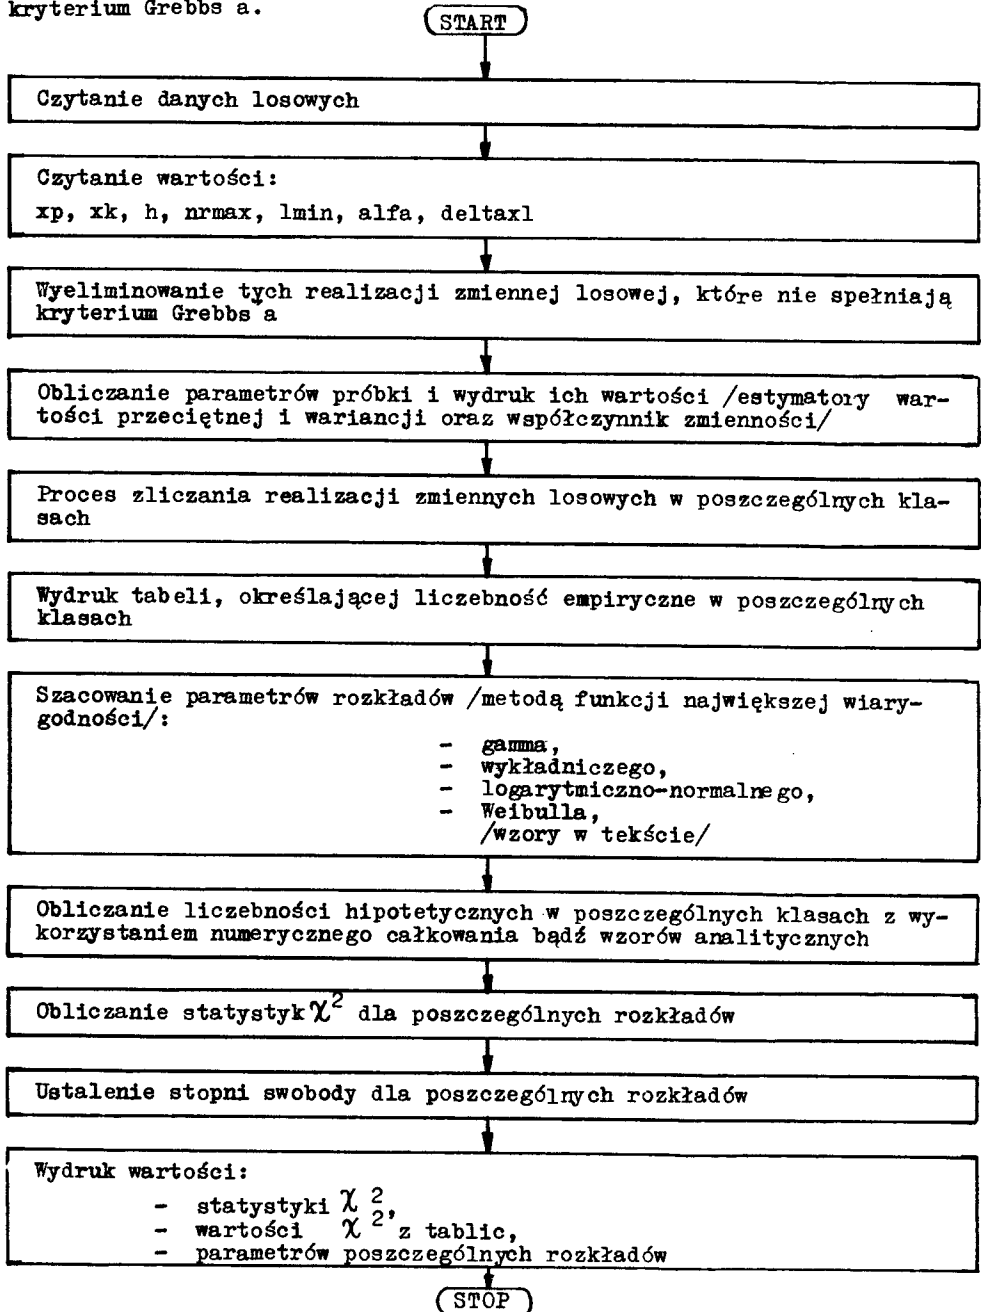 kryterium Grebbs a.
START
Czytanie danych losowych
Czytanie wartości:
xp, xk, h, nrmax, lmin, alfa, deltaxl
Wyeliminowanie tych realizacji zmiennej losowej, które nie spełniają
kryterium Grebbs a
Obliczanie parametrów próbki i wydruk ich wartości /estymatory war-
tości przeciętnej i wariancji oraz współczynnik zmienności/
Proces zliczania realizacji zmiennych losowych w poszczególnych kla-
sach
Wydruk tabeli, określającej liczebność empiryczne w poszczególnych
klasach
Szacowanie parametrów rozkładów /metodą funkcji największej wiary-
godności/:
- gamma,
- wykładniczego,
- logarytmiczno-normalnego,
- Weibulla,
/wzory w tekście/
Obliczanie liczebności hipotetycznych w poszczególnych klasach z wy-
korzystaniem numerycznego całkowania bądź wzorów analitycznych
Obliczanie statystyk χ² dla poszczególnych rozkładów
Ustalenie stopni swobody dla poszczególnych rozkładów
Wydruk wartości:
- statystyki χ²,
- wartości χ² z tablic,
- parametrów poszczególnych rozkładów
STOP